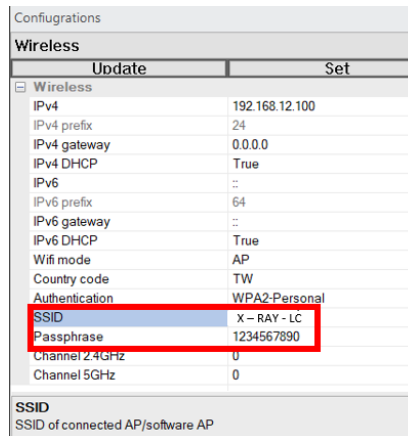 Confiugrations
Wireless
Update Set
Wireless
IPv4 192.168.12.100
IPv4 prefix 24
IPv4 gateway 0.0.0.0
IPv4 DHCP True
IPv6 ::
IPv6 prefix 64
IPv6 gateway ::
IPv6 DHCP True
Wifi mode AP
Country code TW
Authentication WPA2-Personal
SSID X – RAY - LC
Passphrase 1234567890
Channel 2.4GHz 0
Channel 5GHz 0
SSID
SSID of connected AP/software AP